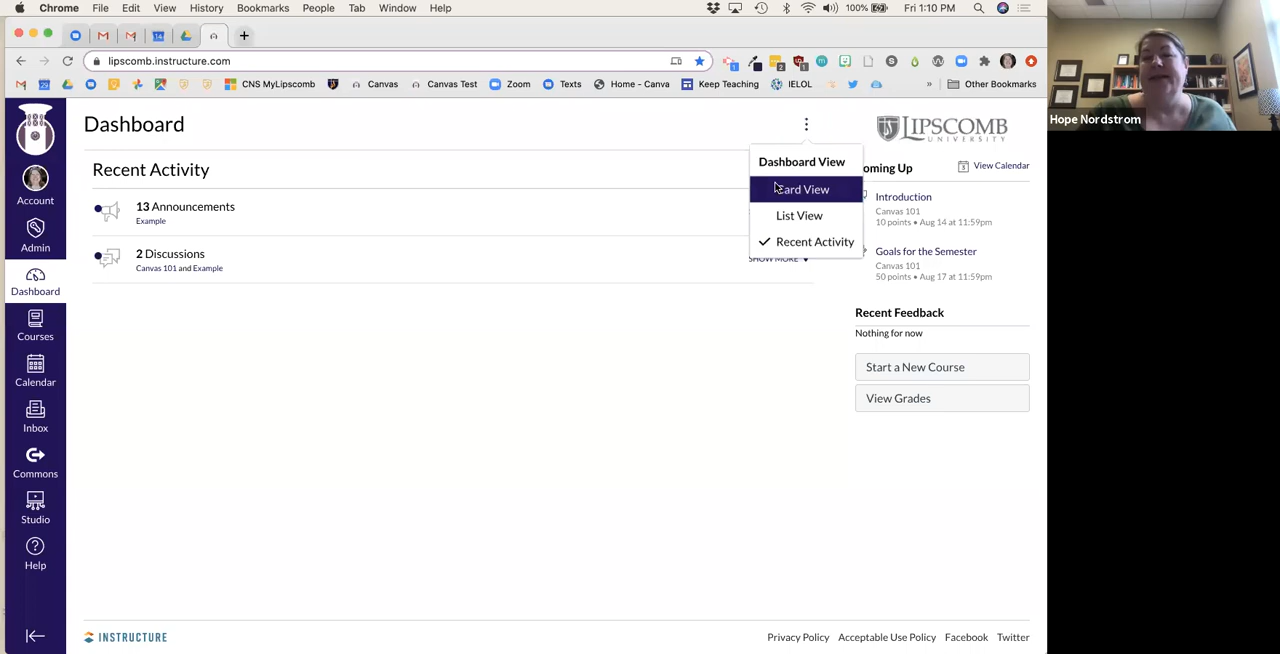 Chrome File Edit View History Bookmarks People Tab Window Help
100% Fri 1:10 PM
lipscomb.instructure.com
CNS MyLipscomb Canvas Canvas Test Zoom Texts Home - Canva Keep Teaching IELOL » Other Bookmarks
Hope Nordstrom
Dashboard
LIPSCOMB
UNIVERSITY
Recent Activity
13 Announcements
Example
2 Discussions
Canvas 101 and Example
SHOW MORE
Dashboard View
Card View
List View
Recent Activity
oming Up
View Calendar
Introduction
Canvas 101
10 points • Aug 14 at 11:59pm
Goals for the Semester
Canvas 101
50 points • Aug 17 at 11:59pm
Recent Feedback
Nothing for now
Start a New Course
View Grades
Account
Admin
Dashboard
Courses
Calendar
Inbox
Commons
Studio
Help
INSTRUCTURE
Privacy Policy Acceptable Use Policy Facebook Twitter